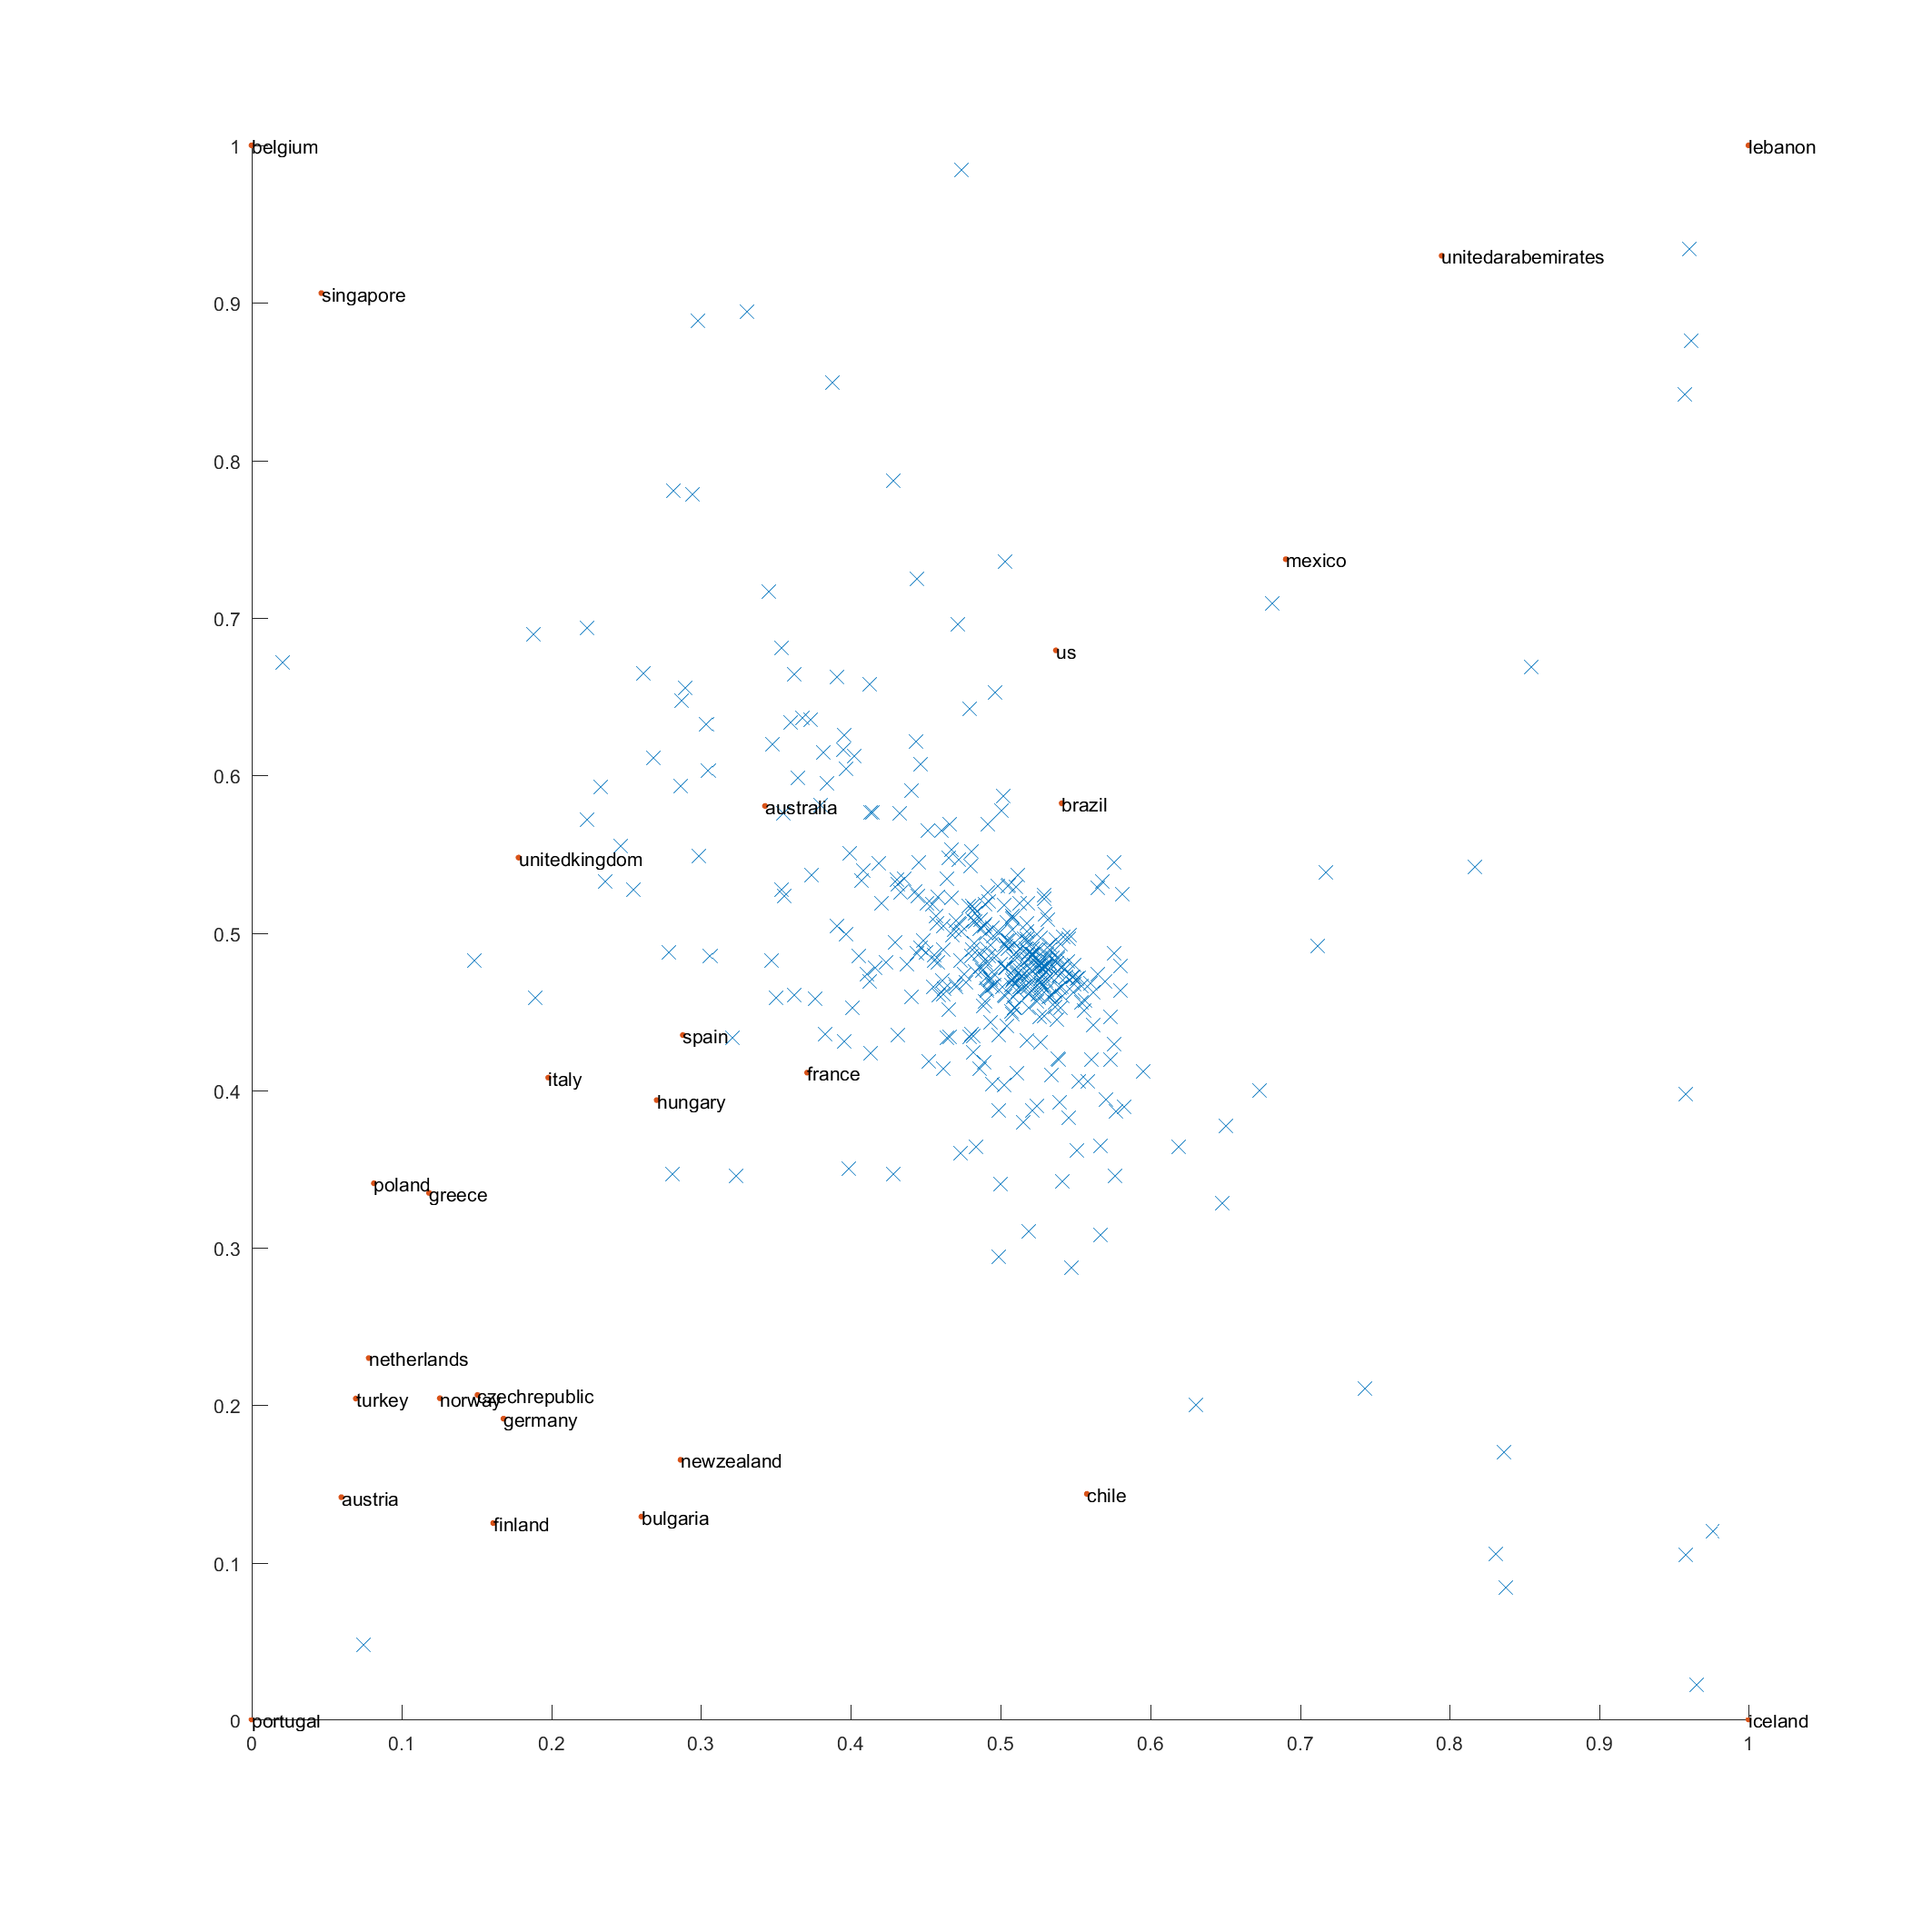 1
belgium
lebanon
unitedarabemirates
singapore
0.9
0.8
mexico
0.7
us
0.6
australia
brazil
unitedkingdom
0.5
spain
france
italy
hungary
0.4
poland
greece
0.3
netherlands
czechrepublic
turkey
norway
0.2
germany
newzealand
austria
chile
finland
bulgaria
0.1
0
portugal
iceland
0 0.1 0.2 0.3 0.4 0.5 0.6 0.7 0.8 0.9 1